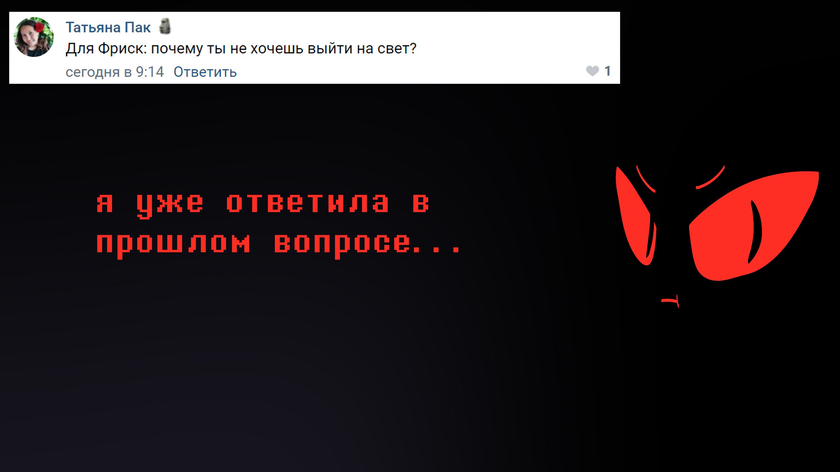 Татьяна Пак
Для Фриск: почему ты не хочешь выйти на свет?
сегодня в 9:14 Ответить
1
я уже ответила в
прошлом вопросе...